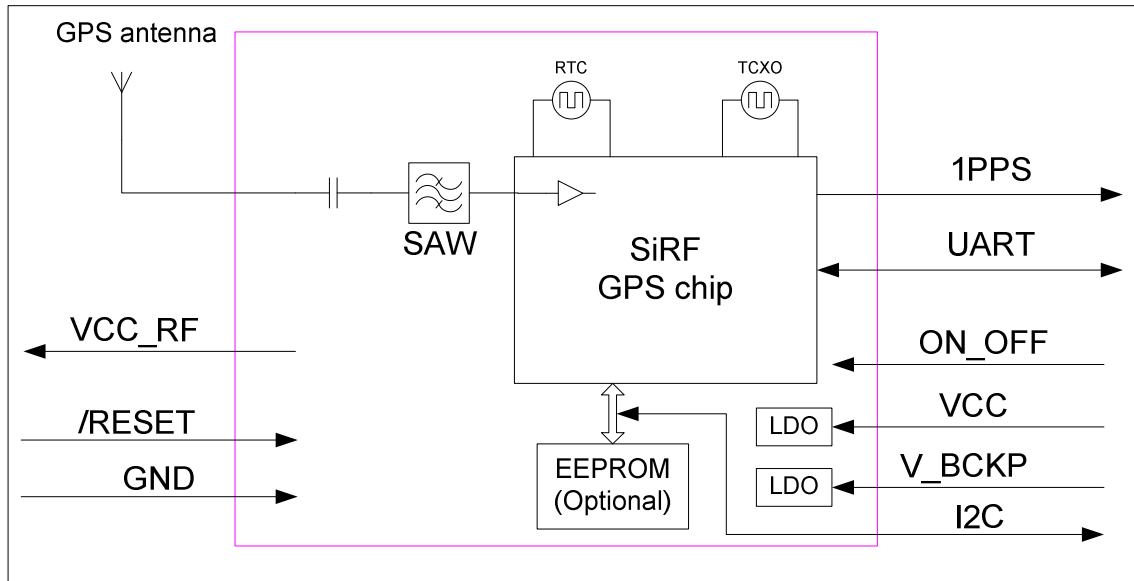 GPS antenna
RTC
TCXO
SAW
SiRF
GPS chip
1PPS
UART
VCC_RF
ON_OFF
/RESET
VCC
LDO
GND
EEPROM
(Optional)
LDO
V_BCKP
I2C